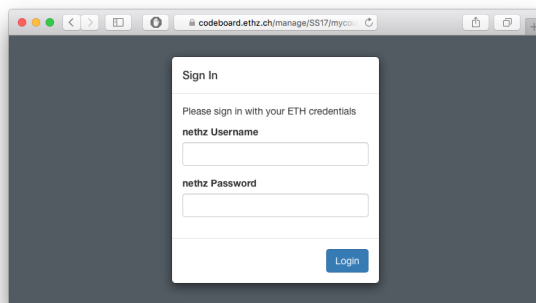 codeboard.ethz.ch/manage/SS17/myco
Sign In
Please sign in with your ETH credentials
nethz Username
nethz Password
Login